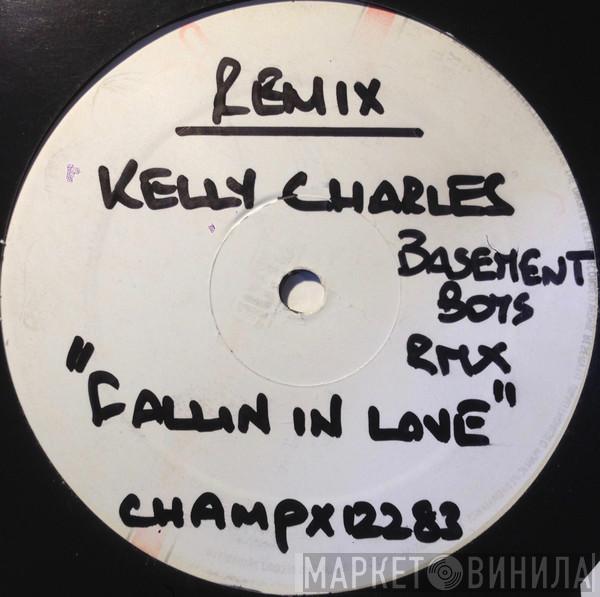 REMIX
KELLY CHARLES
BASEMENT
BOYS
RMX
"FALLIN IN LOVE"
CHAMPX12283
МАРКЕТ ВИНИЛА